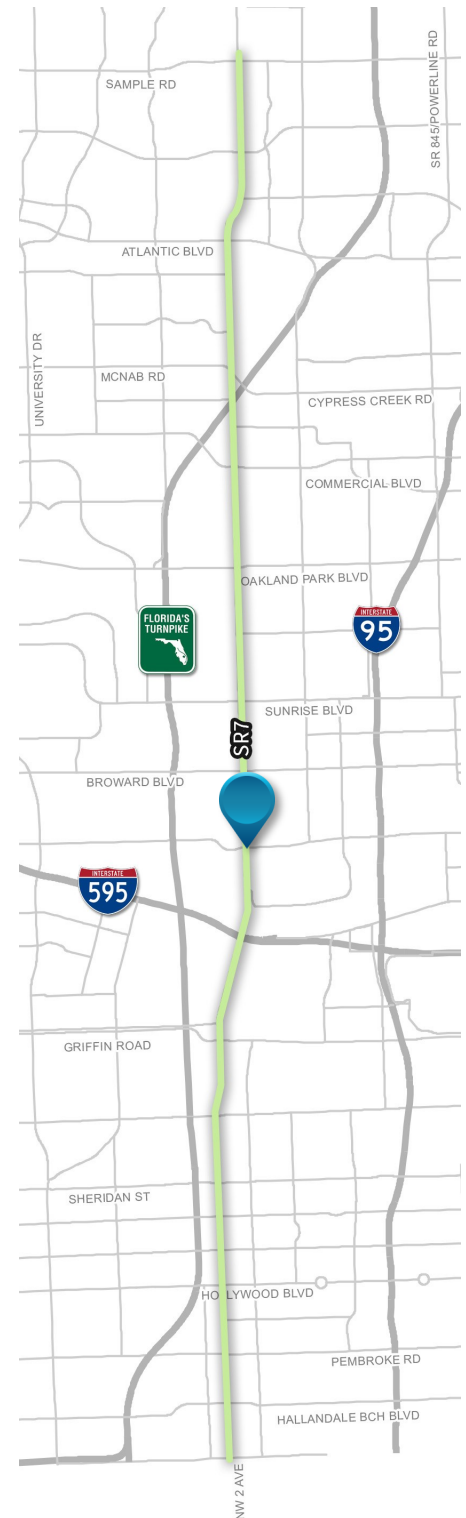 SR 845/POWERLINE RD
SAMPLE RD
ATLANTIC BLVD
UNIVERSITY DR
MCNAB RD
CYPRESS CREEK RD
COMMERCIAL BLVD
OAKLAND PARK BLVD
FLORIDA'S
TURNPIKE
INTERSTATE
95
SUNRISE BLVD
SR7
BROWARD BLVD
INTERSTATE
595
GRIFFIN ROAD
SHERIDAN ST
HOLLYWOOD BLVD
PEMBROKE RD
HALLANDALE BCH BLVD
NW 2 AVE